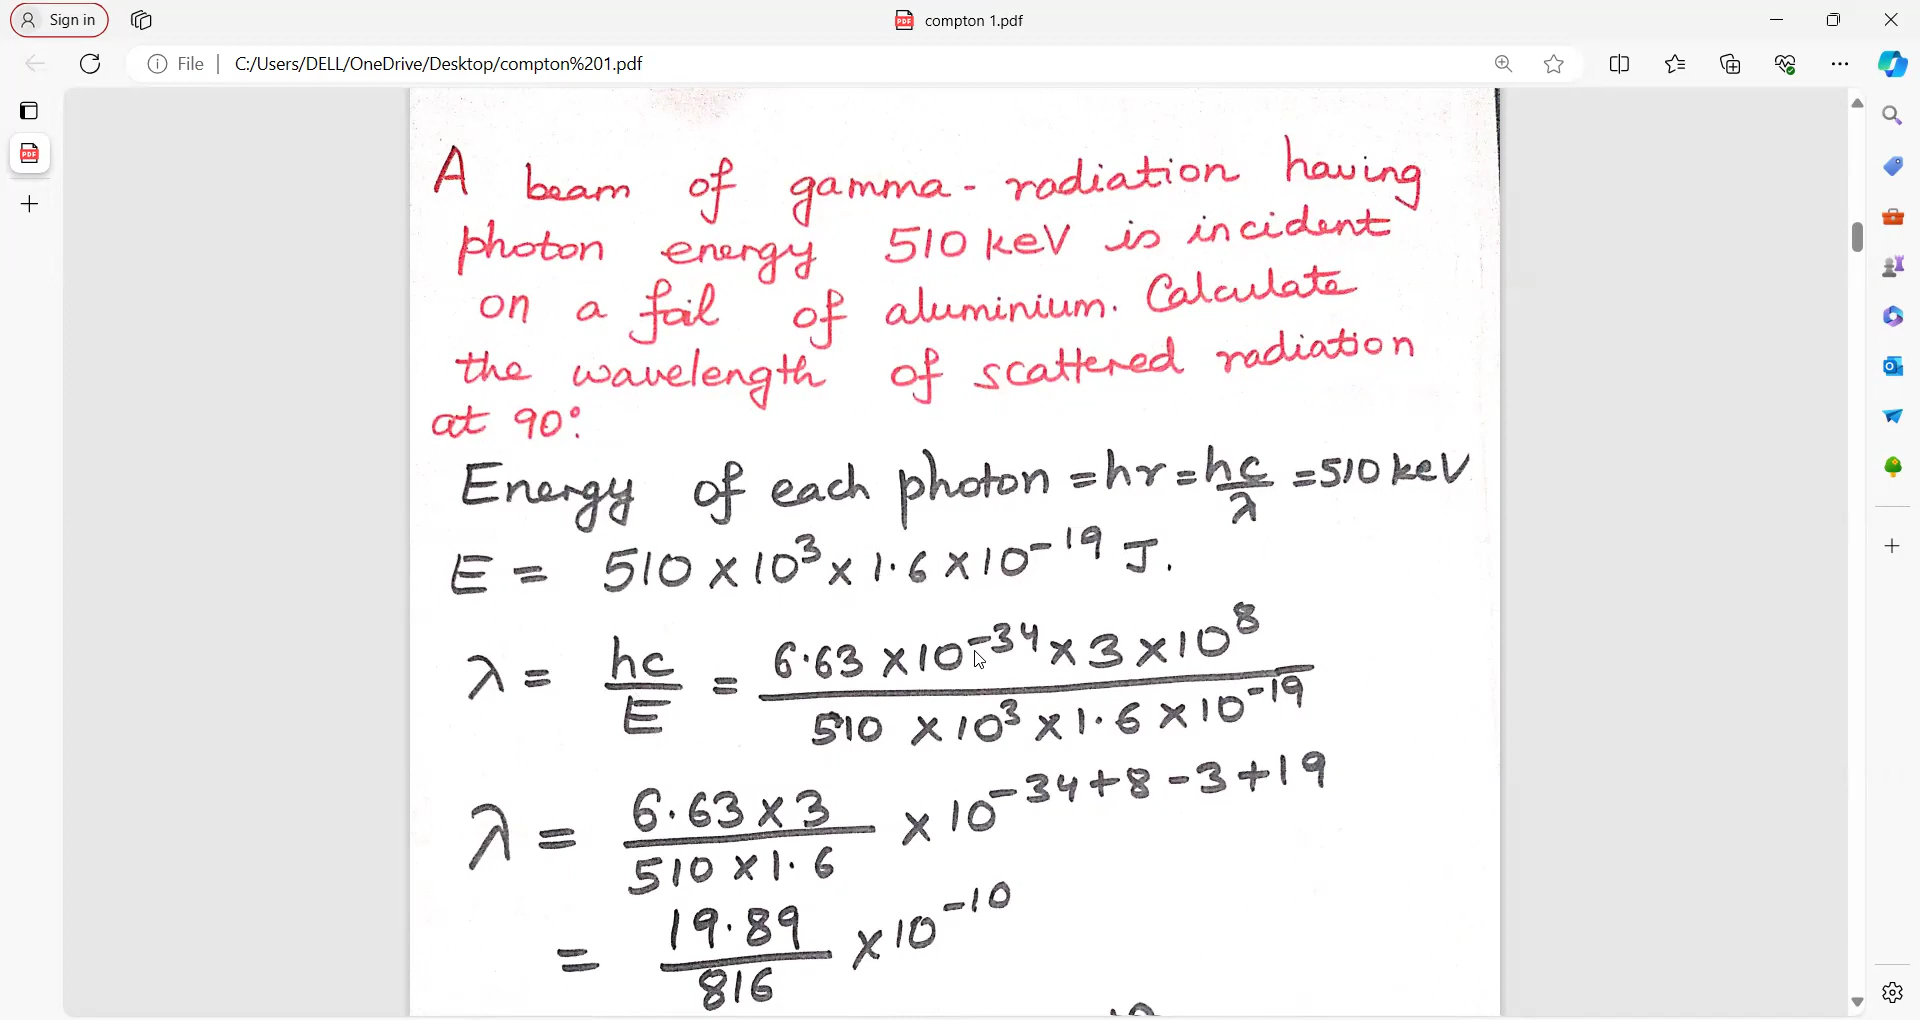 Sign in
compton 1.pdf
File
C:/Users/DELL/OneDrive/Desktop/compton%201.pdf
A beam of gamma-radiation having
photon energy 510 keV is incident
on a foil of aluminium. Calculate
the wavelength of scattered radiation
at 90°.
Energy of each photon = hν = hc/λ = 510 keV
E = 510 × 10³ × 1.6 × 10⁻¹⁹ J.
λ = hc/E = 6.63 × 10⁻³⁴ × 3 × 10⁸ / 510 × 10³ × 1.6 × 10⁻¹⁹
λ = 6.63 × 3 / 510 × 1.6 × 10⁻³⁴⁺⁸⁻³⁺¹⁹
= 19.89 / 816 × 10⁻¹⁰